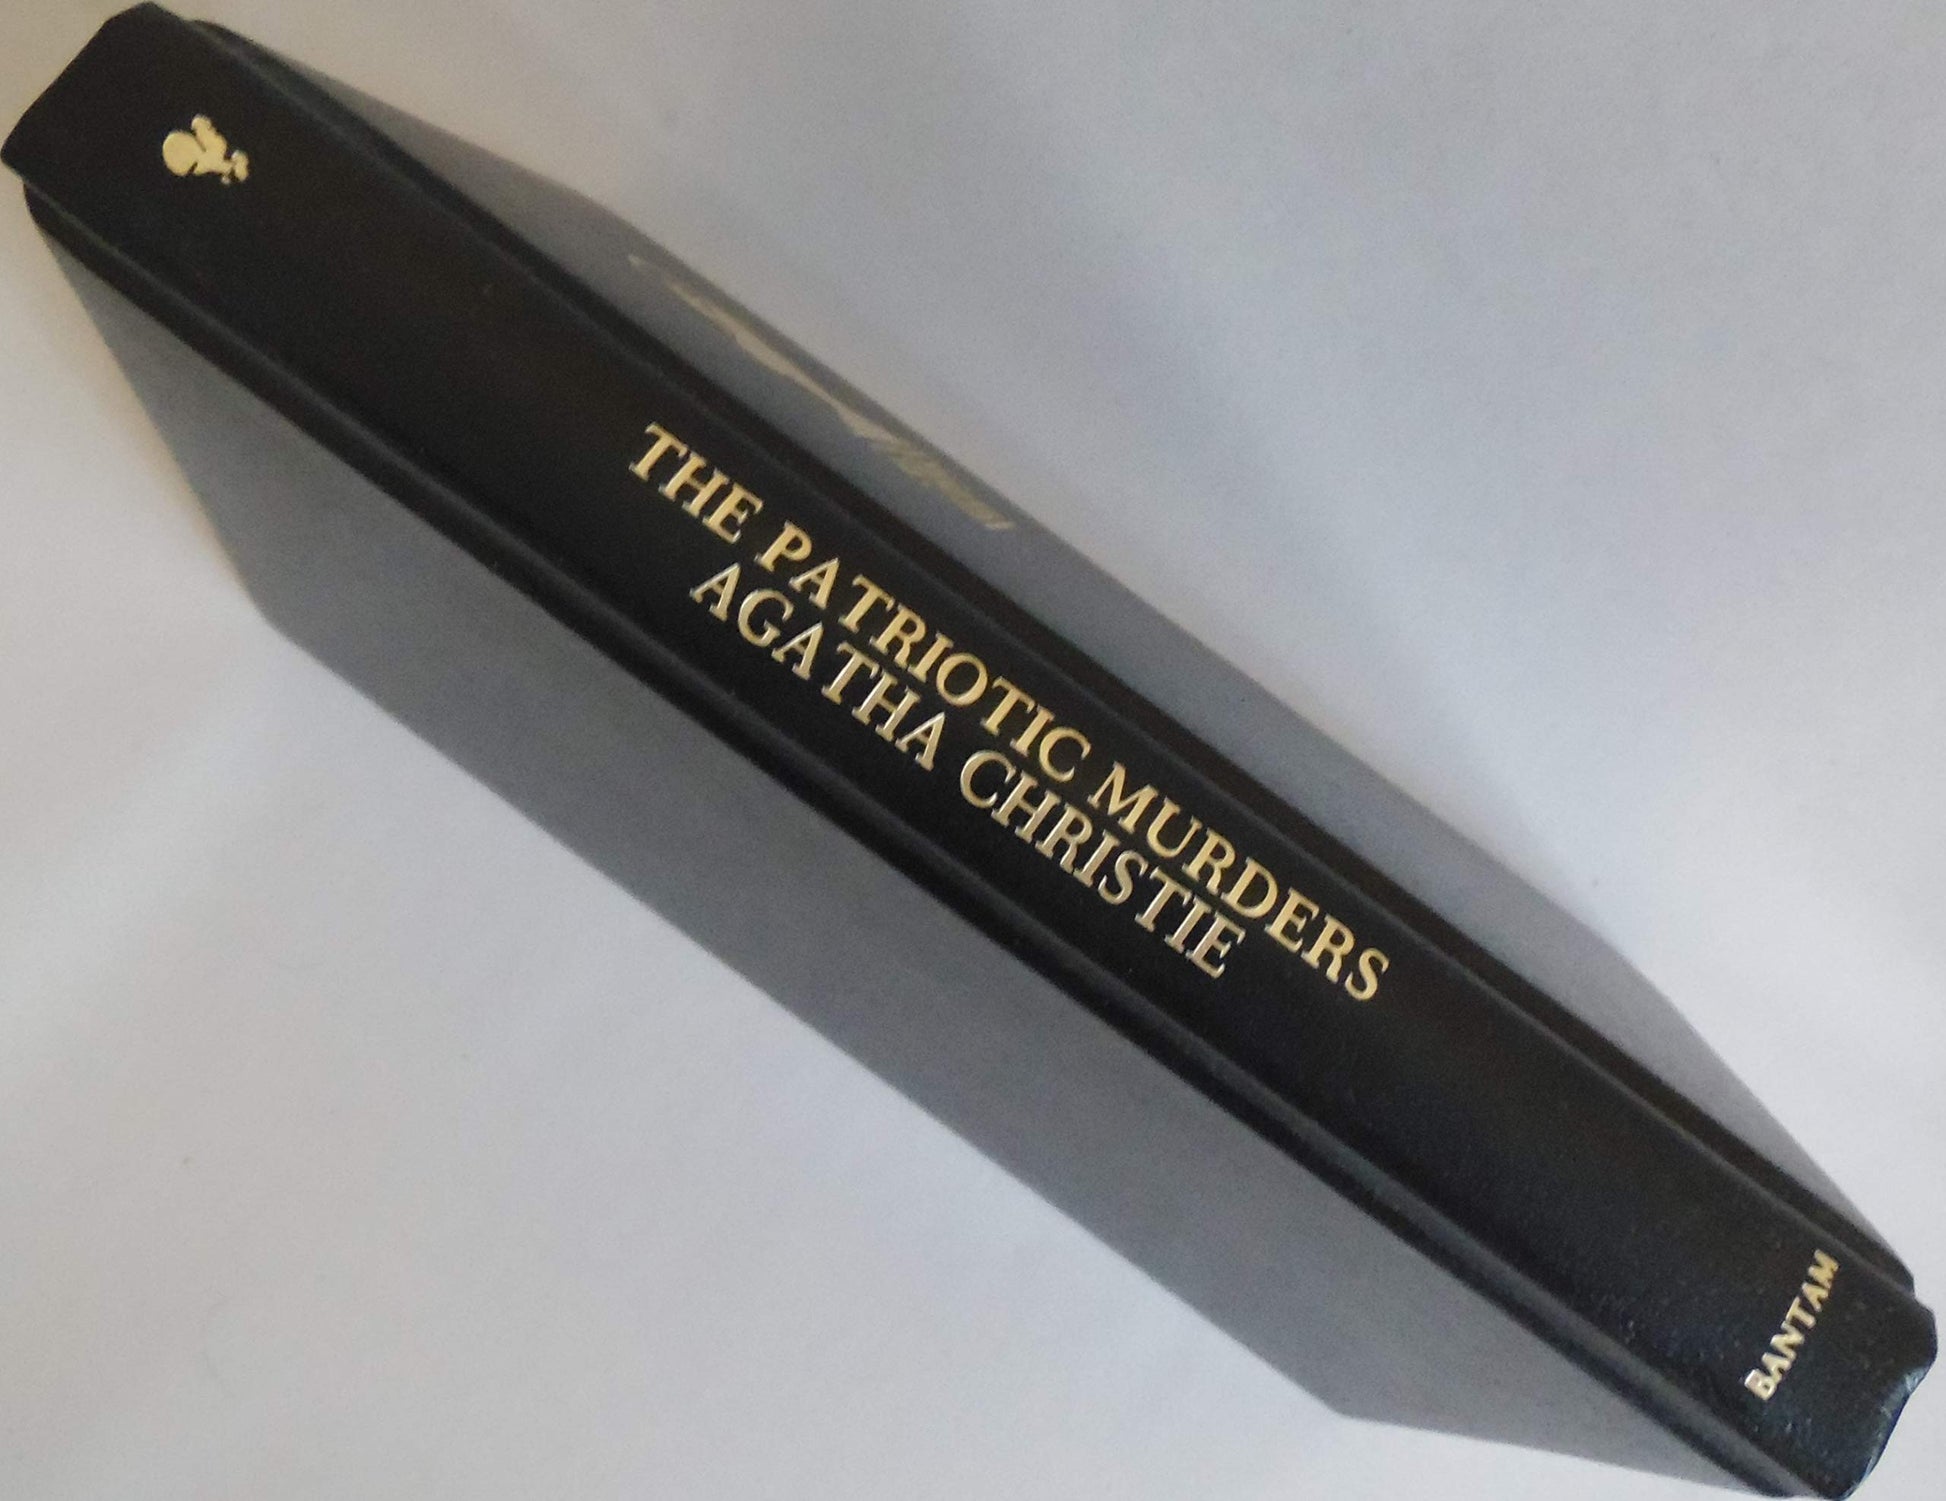 THE PATRIOTIC MURDERS
AGATHA CHRISTIE
BANTAM